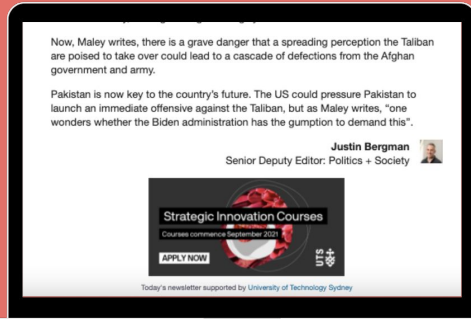 Now, Maley writes, there is a grave danger that a spreading perception the Taliban
are poised to take over could lead to a cascade of defections from the Afghan
government and army.
Pakistan is now key to the country's future. The US could pressure Pakistan to
launch an immediate offensive against the Taliban, but as Maley writes, "one
wonders whether the Biden administration has the gumption to demand this".
Justin Bergman
Senior Deputy Editor: Politics + Society
Strategic Innovation Courses
Courses commence September 2021
APPLY NOW
UTS
Today's newsletter supported by University of Technology Sydney